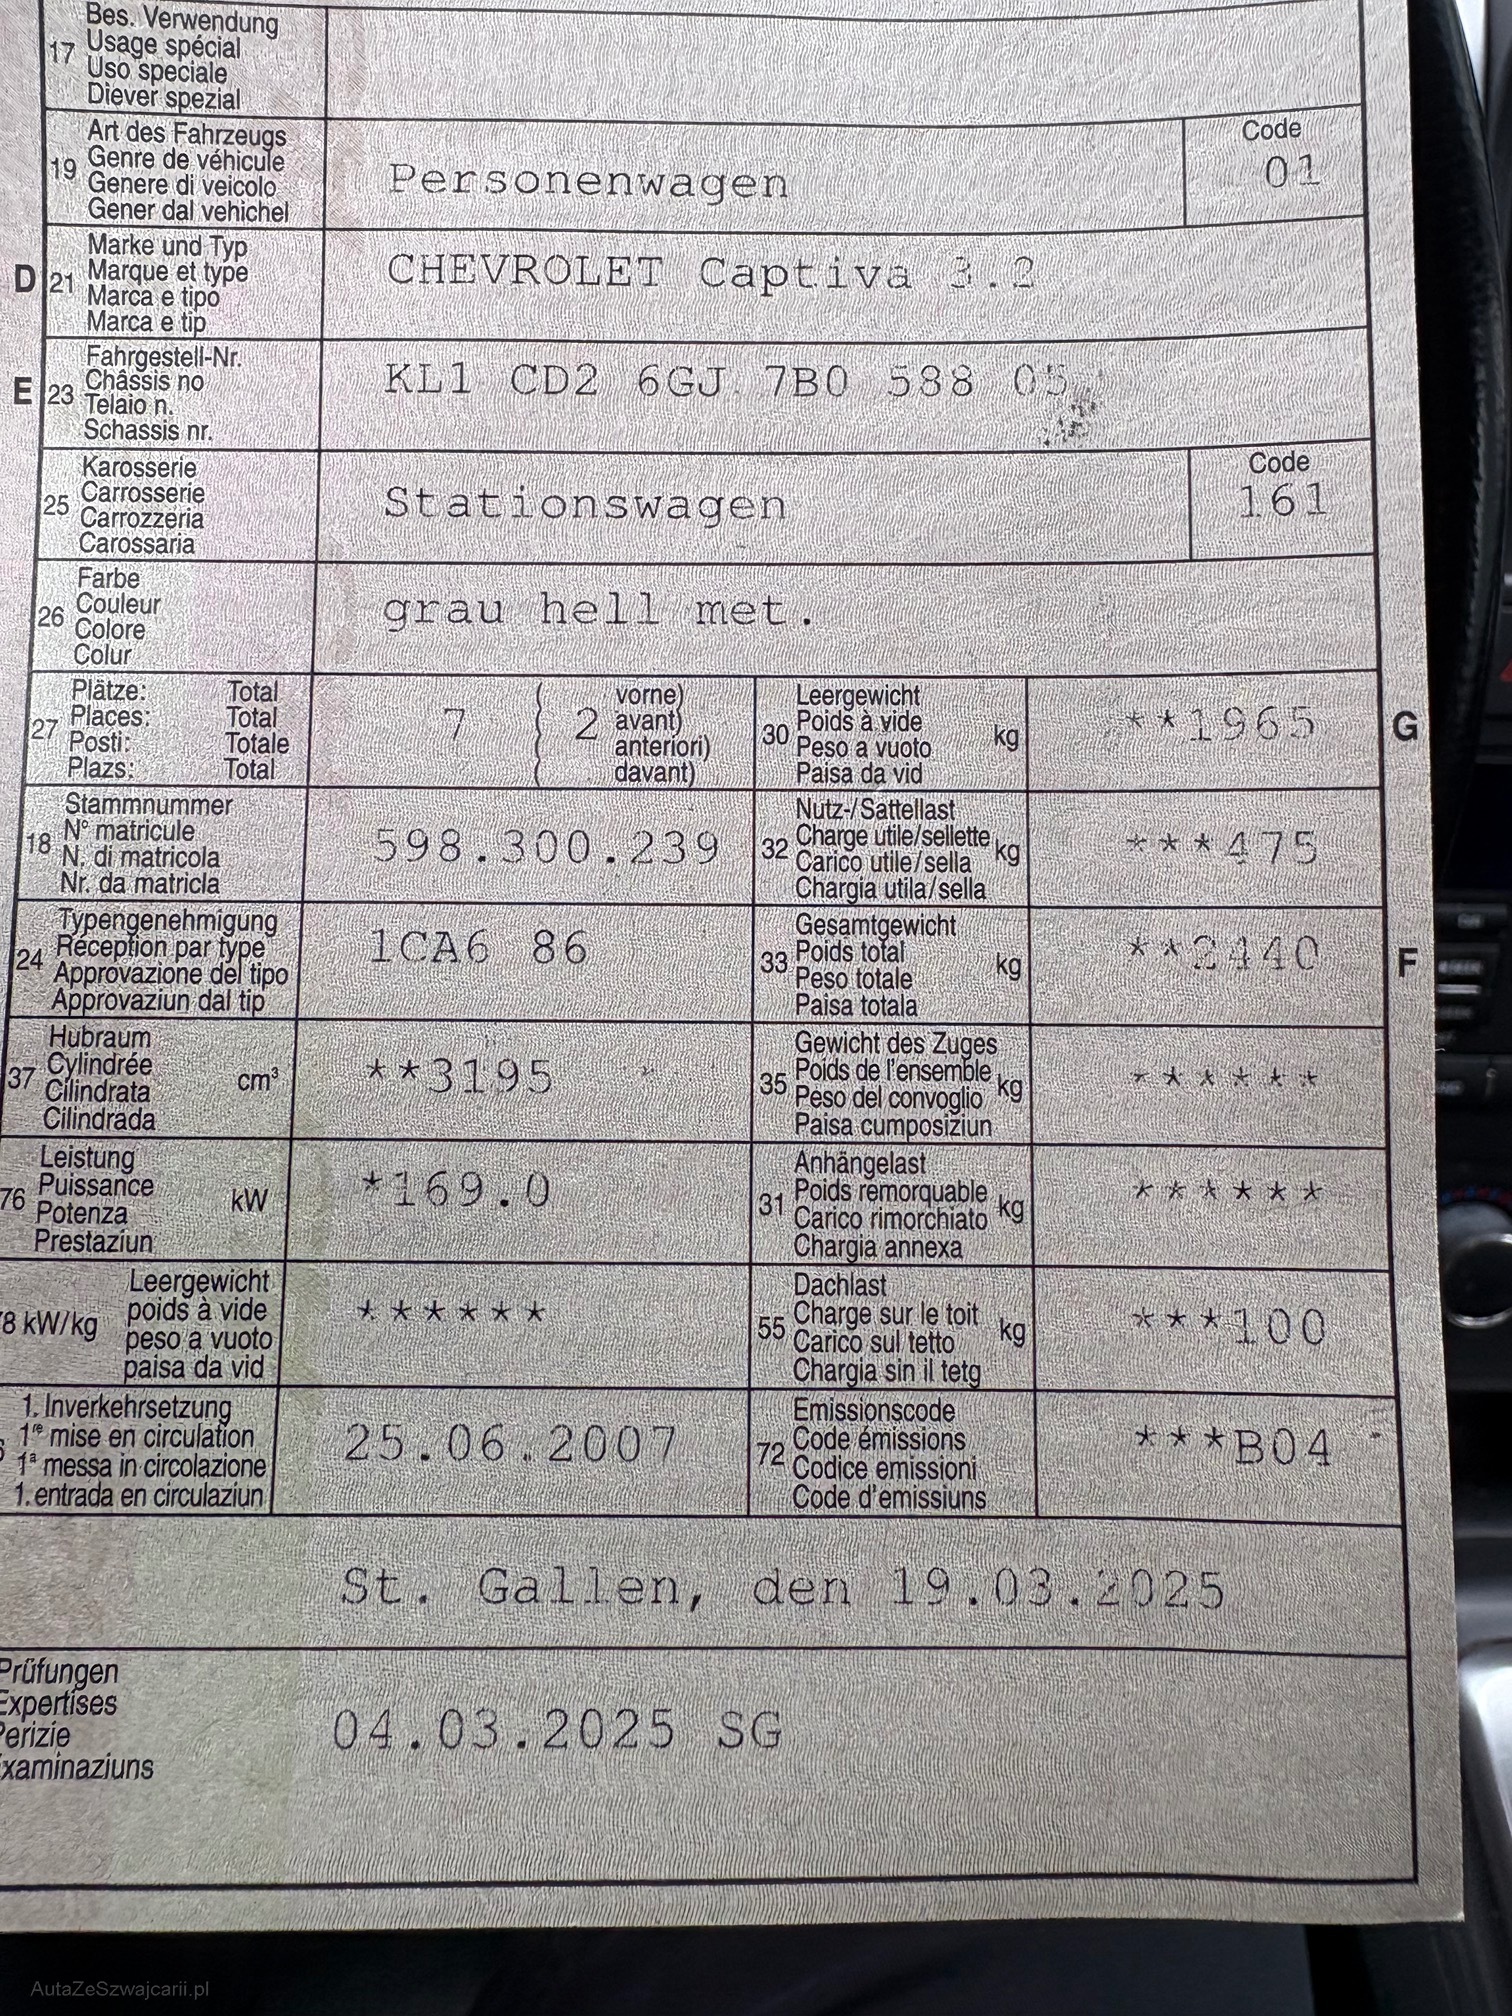 17 Bes. Verwendung
Usage spécial
Uso speciale
Diever spezial
19 Art des Fahrzeugs
Genre de véhicule
Genere di veicolo
Gener dal vehichel
Personenwagen
Code
01
D 21 Marke und Typ
Marque et type
Marca e tipo
Marca e tip
CHEVROLET Captiva 3.2
E 23 Fahrgestell-Nr.
Châssis no
Telaio n.
Schassis nr.
KL1 CD2 6GJ 7B0 588 05
25 Karosserie
Carrosserie
Carrozzeria
Carossaria
Stationswagen
Code
161
26 Farbe
Couleur
Colore
Colur
grau hell met.
27 Plätze: Total
Places: Total
Posti: Totale
Plazs: Total
7 ( 2 vorne)
( avant)
( anteriori)
( davant)
30 Leergewicht
Poids à vide
Peso a vuoto
Paisa da vid
kg
**1965
G
18 Stammnummer
N° matricule
N. di matricola
Nr. da matricla
598.300.239
32 Nutz-/Sattellast
Charge utile/sellette
Carico utile/sella
Chargia utila/sella
kg
***475
24 Typengenehmigung
Réception par type
Approvazione del tipo
Approvaziun dal tip
1CA6 86
33 Gesamtgewicht
Poids total
Peso totale
Paisa totala
kg
**2440
F
37 Hubraum
Cylindrée
Cilindrata
Cilindrada
cm³
**3195
35 Gewicht des Zuges
Poids de l'ensemble
Peso del convoglio
Paisa cumposiziun
kg
******
76 Leistung
Puissance
Potenza
Prestaziun
kW
*169.0
31 Anhängelast
Poids remorquable
Carico rimorchiato
Chargia annexa
kg
******
8 kW/kg
Leergewicht
poids à vide
peso a vuoto
paisa da vid
******
55 Dachlast
Charge sur le toit
Carico sul tetto
Chargia sin il tetg
kg
***100
1. Inverkehrsetzung
1re mise en circulation
1a messa in circolazione
1. entrada en circulaziun
25.06.2007
72 Emissionscode
Code émissions
Codice emissioni
Code d'emissiuns
***B04
St. Gallen, den 19.03.2025
Prüfungen
Expertises
Perizie
Examinaziuns
04.03.2025 SG
AutaZeSzwajcarii.pl